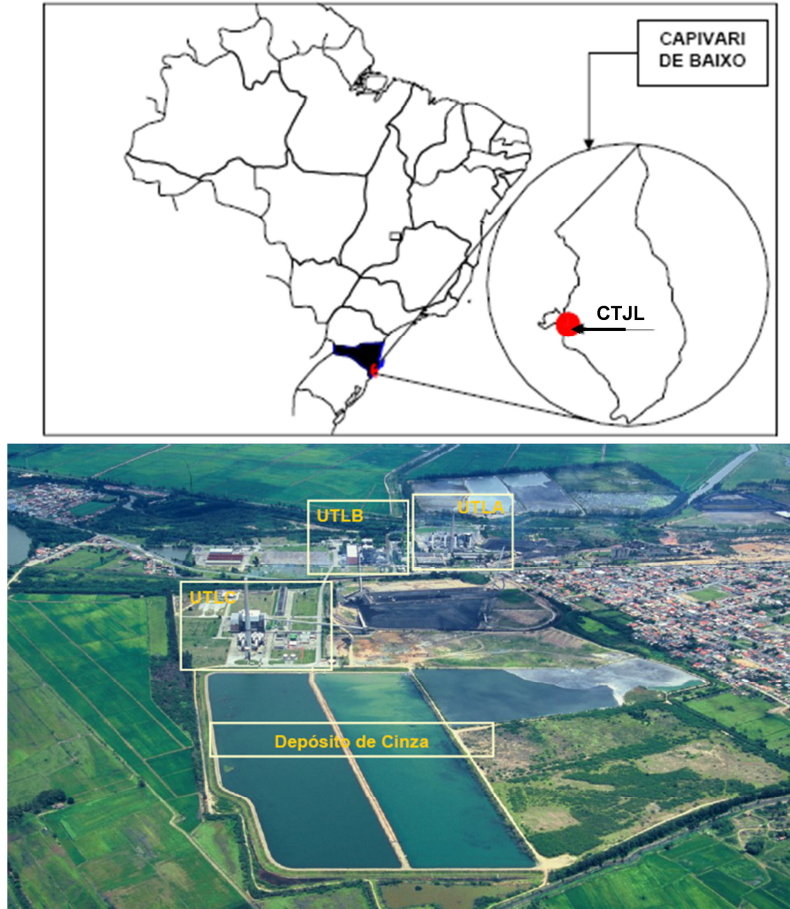 CAPIVARI
DE BAIXO
CTJL
UTLB
UTLA
UTLC
Depósito de Cinza